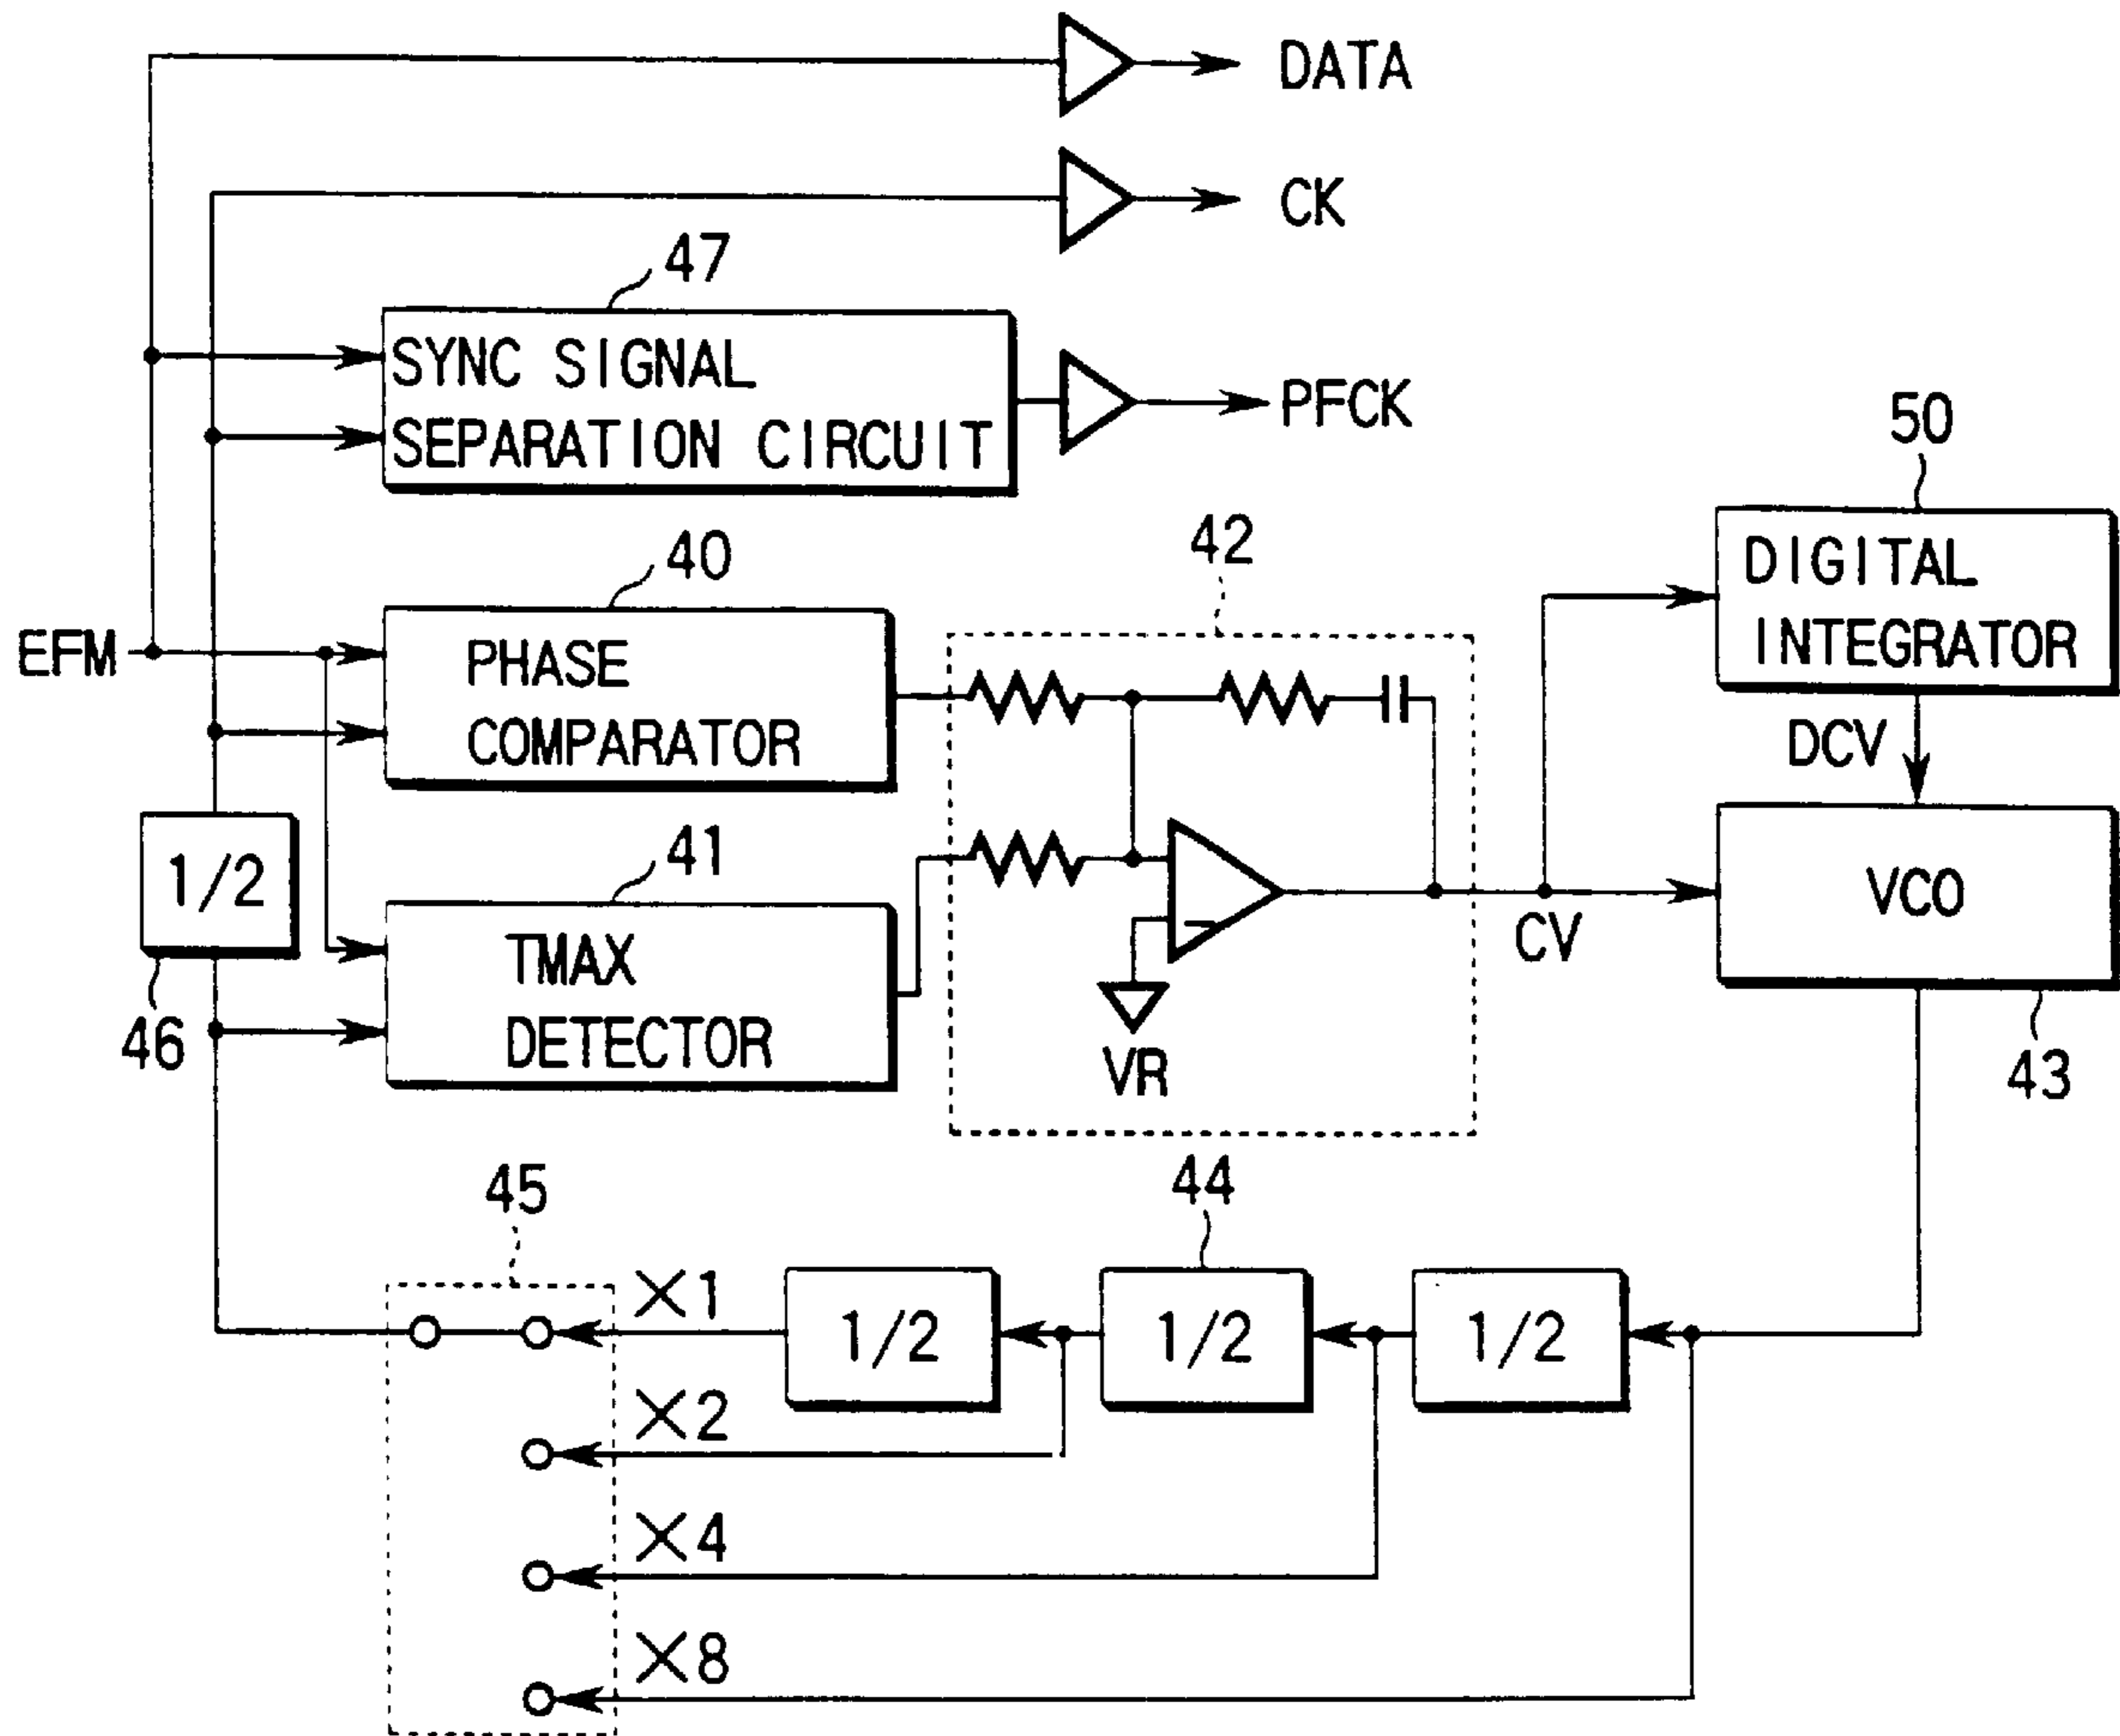 DATA
CK
47
SYNC SIGNAL
SEPARATION CIRCUIT
PFCK
50
DIGITAL
INTEGRATOR
42
40
EFM
PHASE
COMPARATOR
DCV
1/2
46
41
TMAX
DETECTOR
VR
CV
VCO
43
45
44
×1
1/2
1/2
1/2
×2
×4
×8